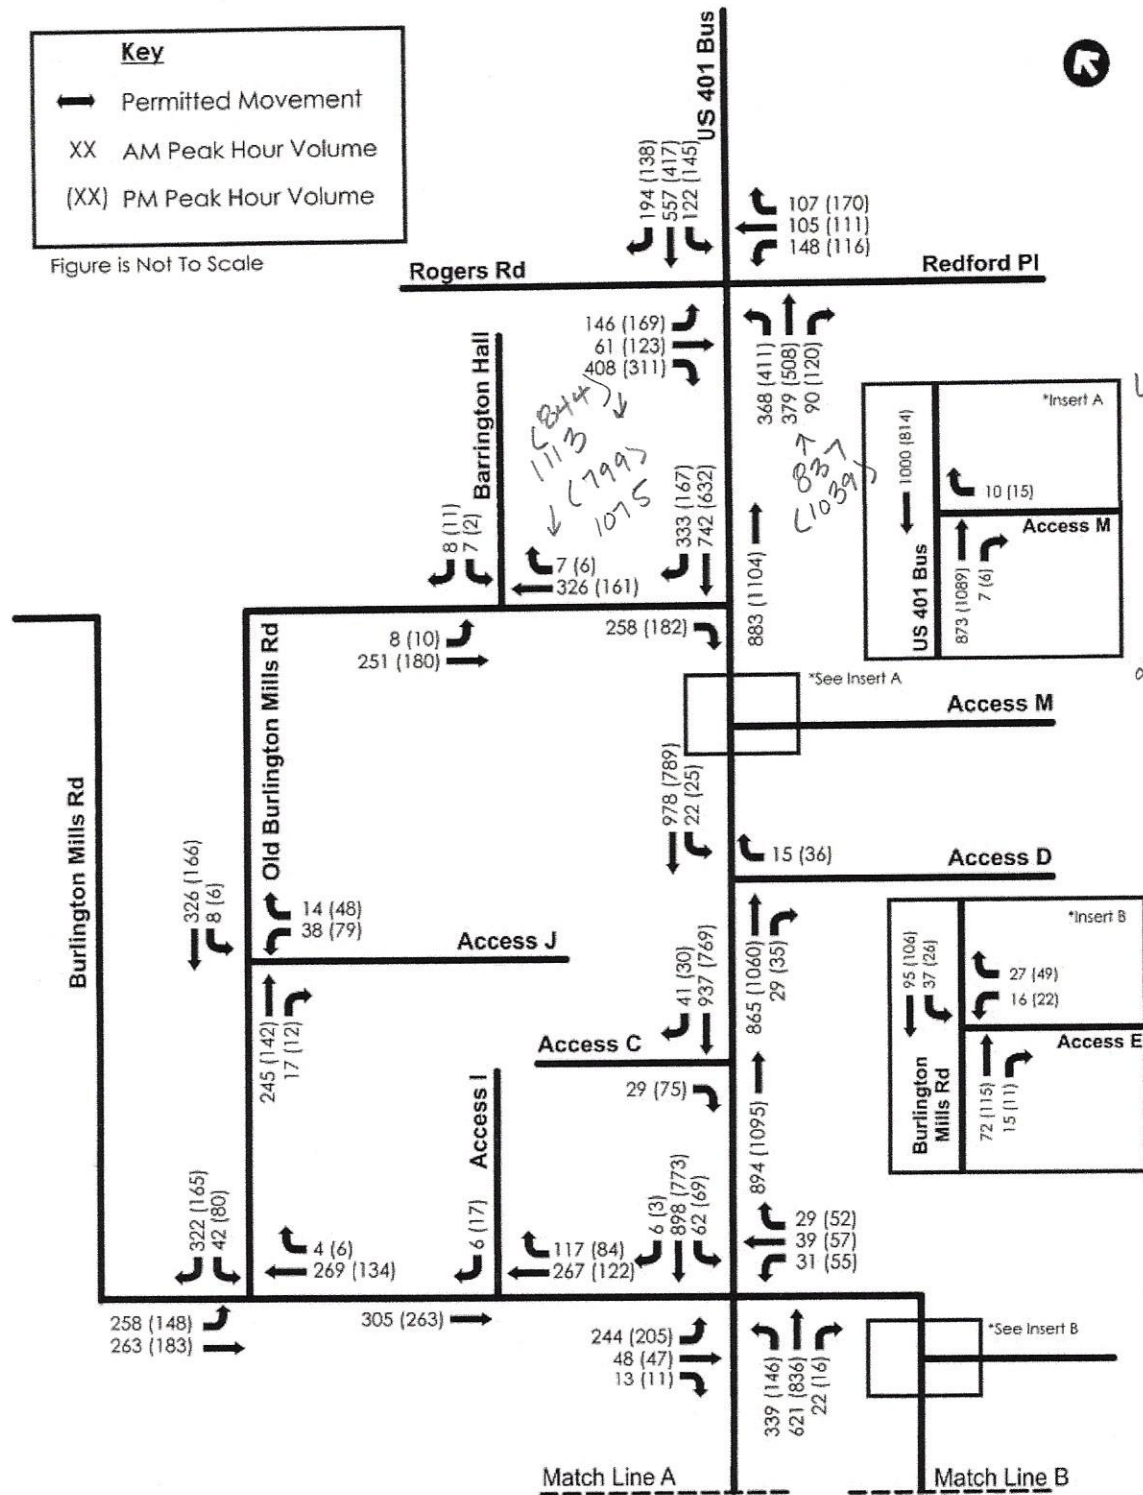 Key
Permitted Movement
XX AM Peak Hour Volume
(XX) PM Peak Hour Volume
Figure is Not To Scale
US 401 Bus
194 (138)
557 (417)
122 (145)
107 (170)
105 (111)
148 (116)
Rogers Rd
Redford Pl
146 (169)
61 (123)
408 (311)
368 (411)
379 (508)
90 (120)
Barrington Hall
(844)
1113
(799)
1075
837
(1039)
333 (167)
742 (632)
883 (1104)
8 (11)
7 (2)
7 (6)
326 (161)
8 (10)
251 (180)
258 (182)
*Insert A
1000 (814)
10 (15)
Access M
US 401 Bus
873 (1089)
7 (6)
*See Insert A
Access M
Burlington Mills Rd
Old Burlington Mills Rd
978 (789)
22 (25)
15 (36)
Access D
326 (166)
8 (6)
14 (48)
38 (79)
Access J
245 (142)
17 (12)
41 (30)
937 (769)
865 (1060)
29 (35)
Access C
29 (75)
Access I
894 (1095)
*Insert B
95 (106)
37 (26)
27 (49)
16 (22)
Access E
Burlington
Mills Rd
72 (115)
15 (11)
322 (165)
42 (80)
4 (6)
269 (134)
6 (17)
117 (84)
267 (122)
6 (3)
898 (773)
62 (69)
29 (52)
39 (57)
31 (55)
258 (148)
263 (183)
305 (263)
244 (205)
48 (47)
13 (11)
339 (146)
621 (836)
22 (16)
*See Insert B
Match Line A
Match Line B